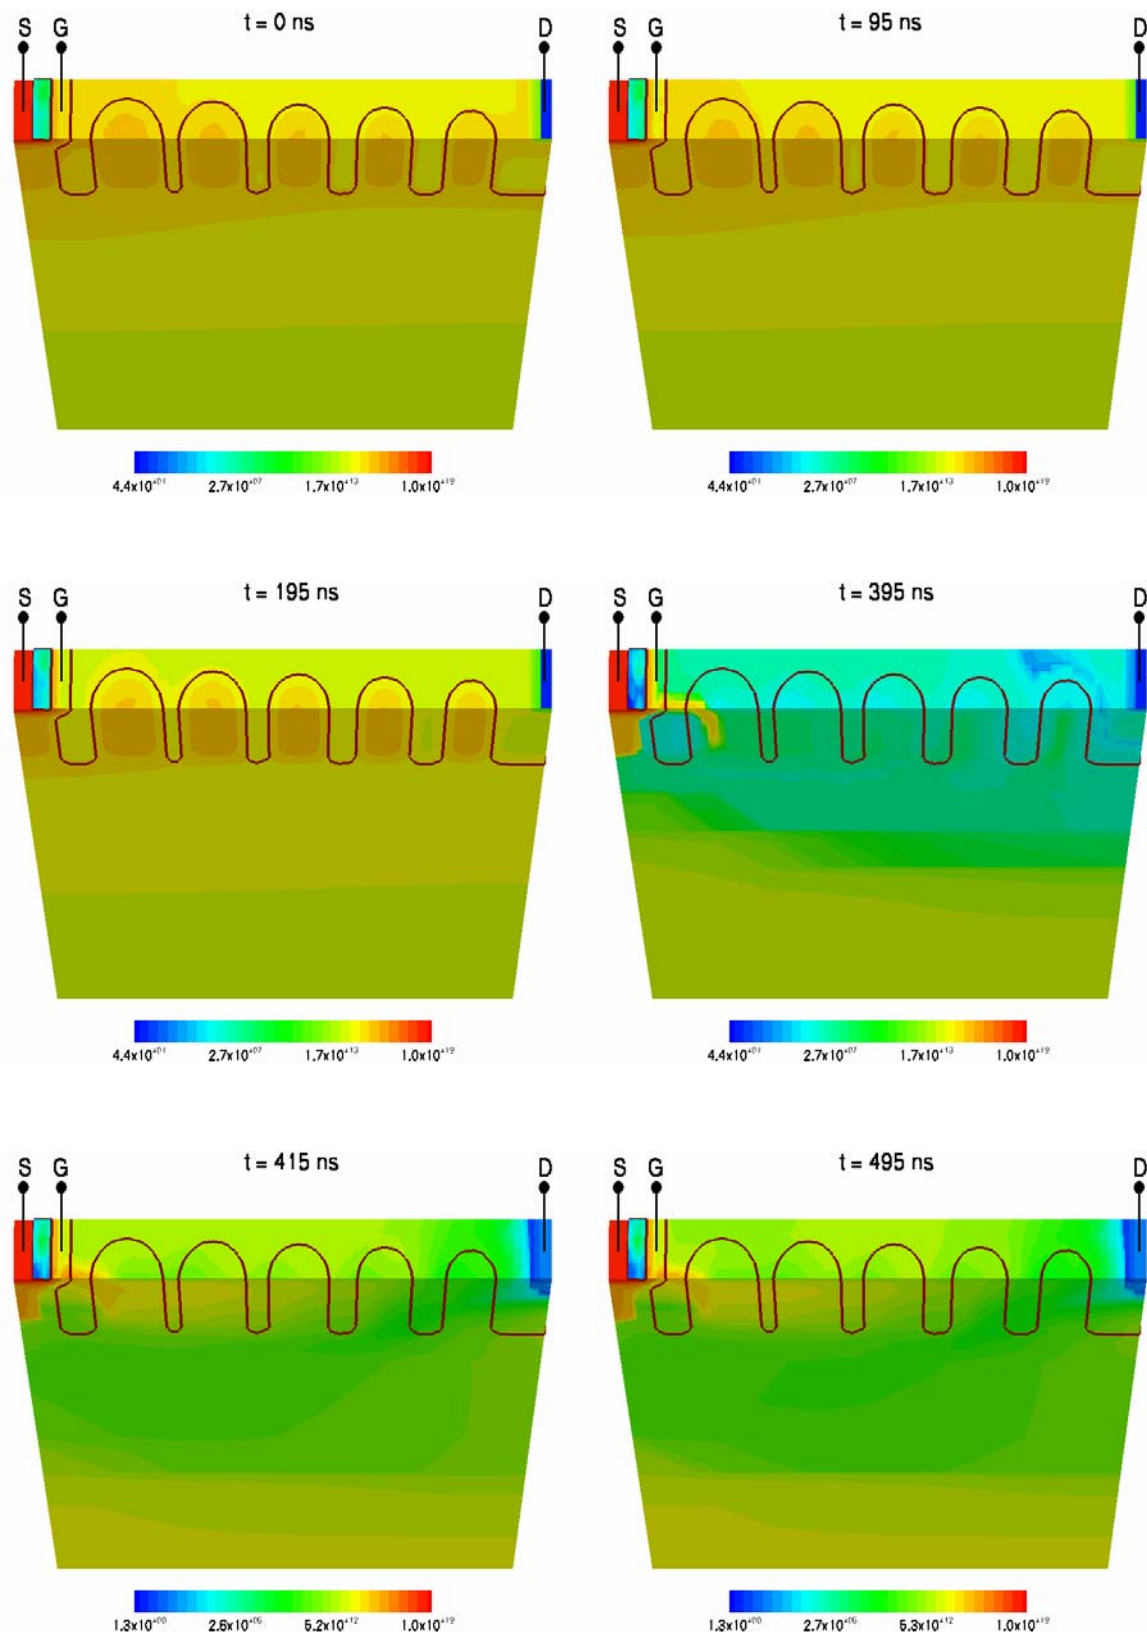 t = 0 ns
t = 95 ns
S G D
S G D
4.4x10⁺⁰¹ 2.7x10⁺⁰⁷ 1.7x10⁺¹³ 1.0x10⁺¹⁹
4.4x10⁺⁰¹ 2.7x10⁺⁰⁷ 1.7x10⁺¹³ 1.0x10⁺¹⁹
t = 195 ns
t = 395 ns
S G D
S G D
4.4x10⁺⁰¹ 2.7x10⁺⁰⁷ 1.7x10⁺¹³ 1.0x10⁺¹⁹
4.4x10⁺⁰¹ 2.7x10⁺⁰⁷ 1.7x10⁺¹³ 1.0x10⁺¹⁹
t = 415 ns
t = 495 ns
S G D
S G D
1.3x10⁺⁰⁰ 2.6x10⁺⁰⁶ 5.2x10⁺¹² 1.0x10⁺¹⁹
1.3x10⁺⁰⁰ 2.7x10⁺⁰⁶ 5.3x10⁺¹² 1.0x10⁺¹⁹